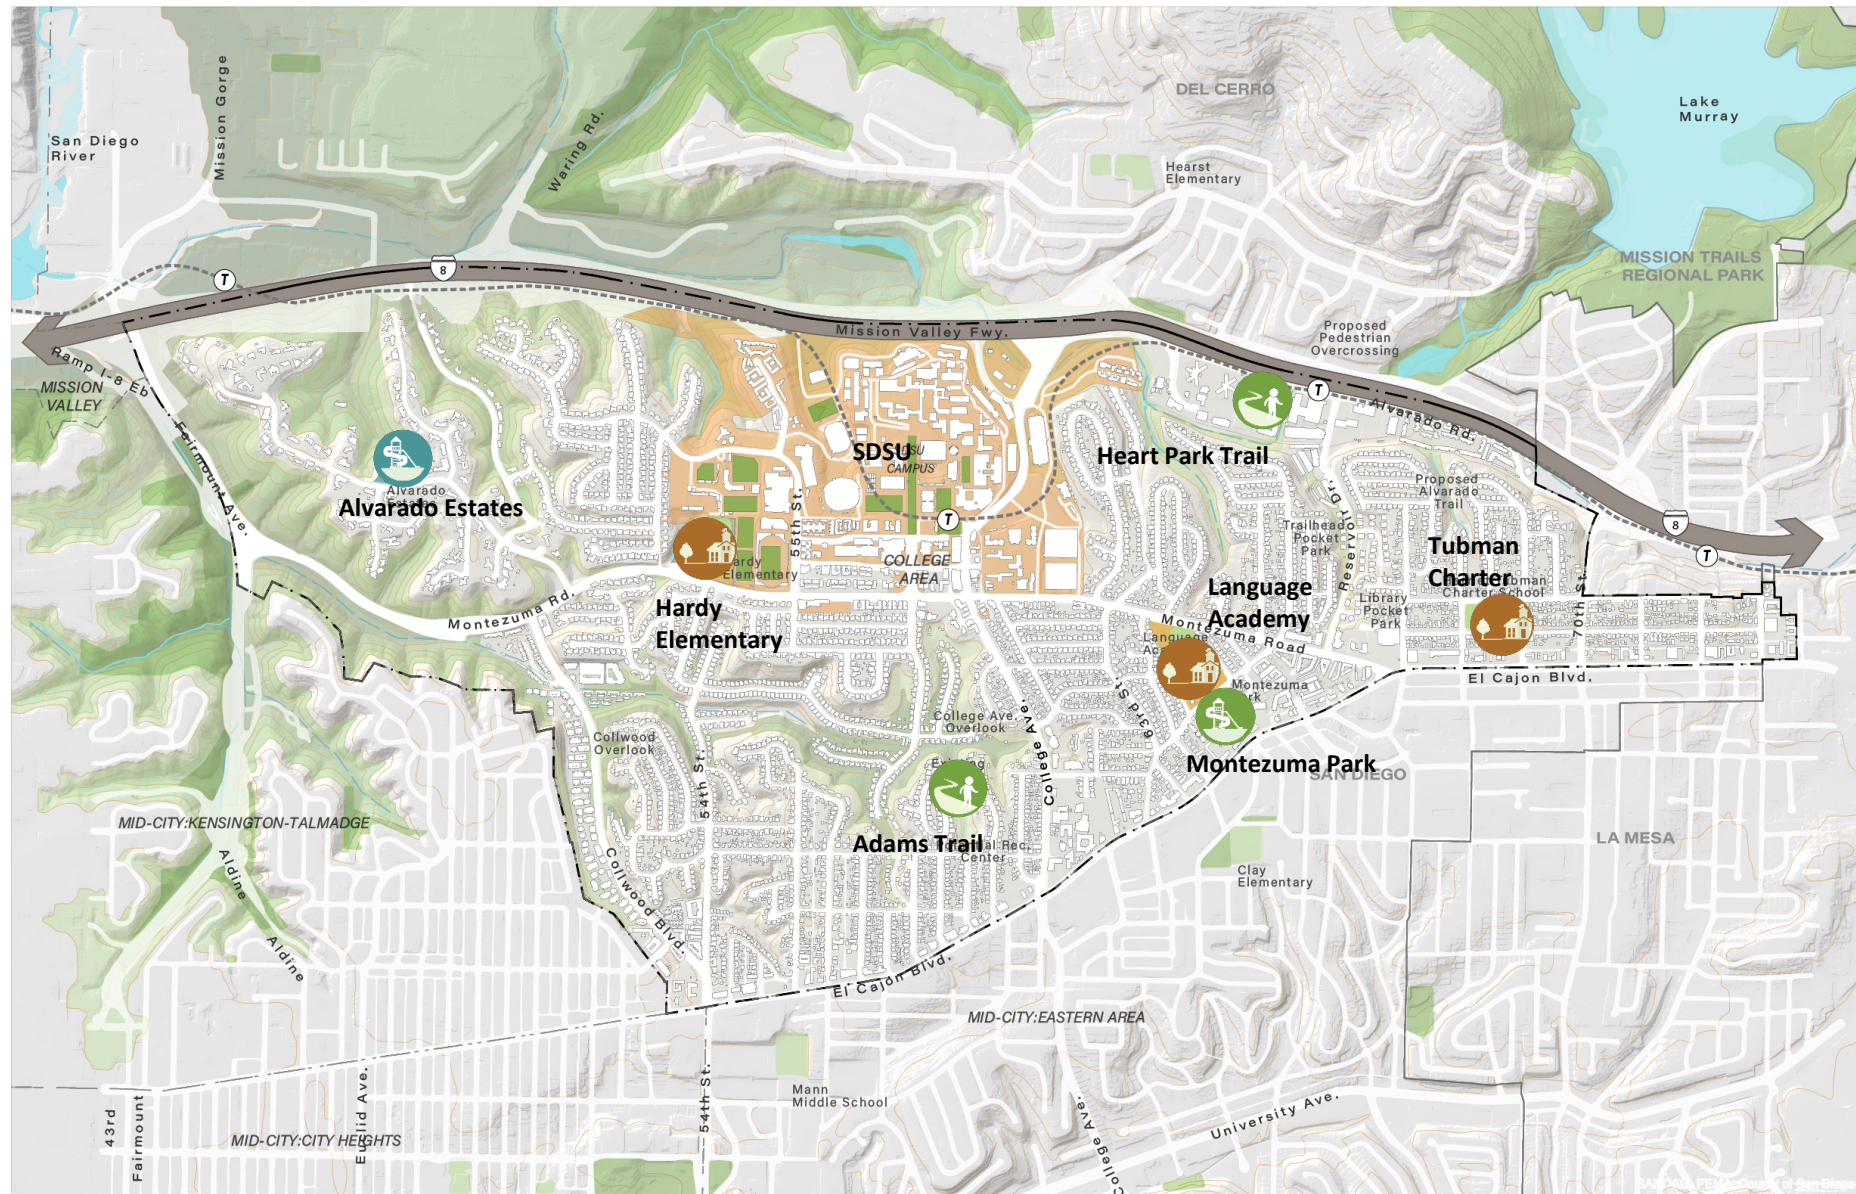 DEL CERRO
Lake
Murray
San Diego
River
Mission Gorge
Waring Rd.
Hearst
Elementary
MISSION TRAILS
REGIONAL PARK
T
8
Mission Valley Fwy.
Proposed
Pedestrian
Overcrossing
Ramp I-8 Eb
MISSION
VALLEY
T
Alvarado Rd.
Fairmount Ave.
SDSU
CAMPUS
Heart Park Trail
Alvarado
Alvarado Estates
Proposed
Alvarado
Trail
T
55th St.
Trailhead
Pocket
Park
Reservoir Dr.
8
T
Tubman
Charter
Charter School
COLLEGE
AREA
Elementary
Language
Academy
Library
Pocket
Park
70th St.
Hardy
Elementary
Montezuma Rd.
Montezuma Road
Language
El Cajon Blvd.
Montezuma
63rd St.
College Ave.
Overlook
College Ave.
Collwood
Overlook
54th St.
Montezuma Park
SAN DIEGO
MID-CITY:KENSINGTON-TALMADGE
LA MESA
Adams Trail
Rec.
Center
Aldine
Collwood Blvd.
Clay
Elementary
Aldine
El Cajon Blvd.
MID-CITY:EASTERN AREA
Mann
Middle School
43rd
Fairmount
Euclid Ave.
54th St.
College Ave.
University Ave.
MID-CITY:CITY HEIGHTS